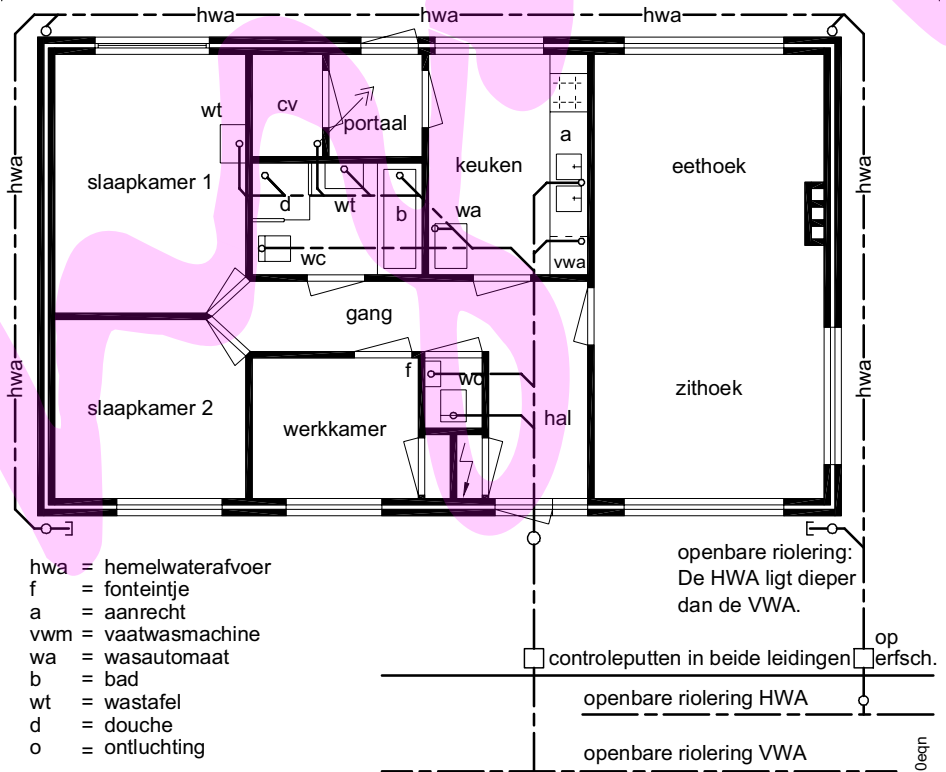 hwa hwa hwa
wt cv portaal a
hwa slaapkamer 1 keuken eethoek hwa
d wt b wa
wc vwa
gang
hwa f wc hwa
slaapkamer 2 werkkamer hal zithoek
hwa = hemelwaterafvoer
f = fonteintje
a = aanrecht
vwm = vaatwasmachine
wa = wasautomaat
b = bad
wt = wastafel
d = douche
o = ontluchting
openbare riolering:
De HWA ligt dieper
dan de VWA.
controleputten in beide leidingen op
erfsch.
openbare riolering HWA
openbare riolering VWA
0eqn